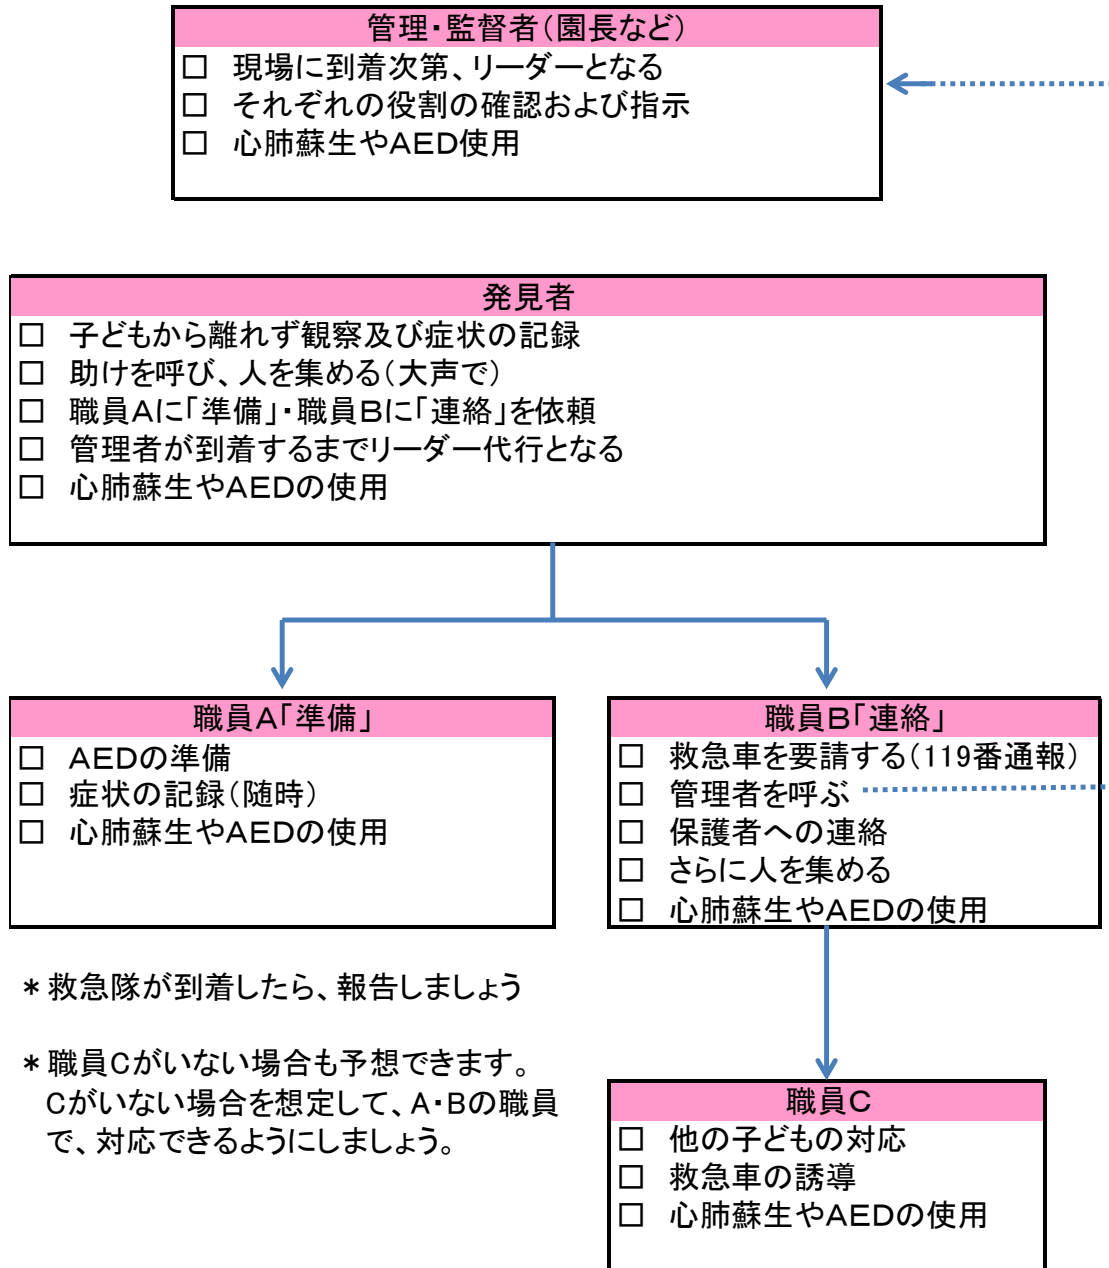 管理・監督者（園長など）
□ 現場に到着次第、リーダーとなる
□ それぞれの役割の確認および指示
□ 心肺蘇生やAED使用
発見者
□ 子どもから離れず観察及び症状の記録
□ 助けを呼び、人を集める（大声で）
□ 職員Aに「準備」・職員Bに「連絡」を依頼
□ 管理者が到着するまでリーダー代行となる
□ 心肺蘇生やAEDの使用
職員A「準備」
□ AEDの準備
□ 症状の記録（随時）
□ 心肺蘇生やAEDの使用
職員B「連絡」
□ 救急車を要請する（119番通報）
□ 管理者を呼ぶ
□ 保護者への連絡
□ さらに人を集める
□ 心肺蘇生やAEDの使用
＊救急隊が到着したら、報告しましょう
＊職員Cがいない場合も予想できます。
Cがいない場合を想定して、A・Bの職員
で、対応できるようにしましょう。
職員C
□ 他の子どもの対応
□ 救急車の誘導
□ 心肺蘇生やAEDの使用